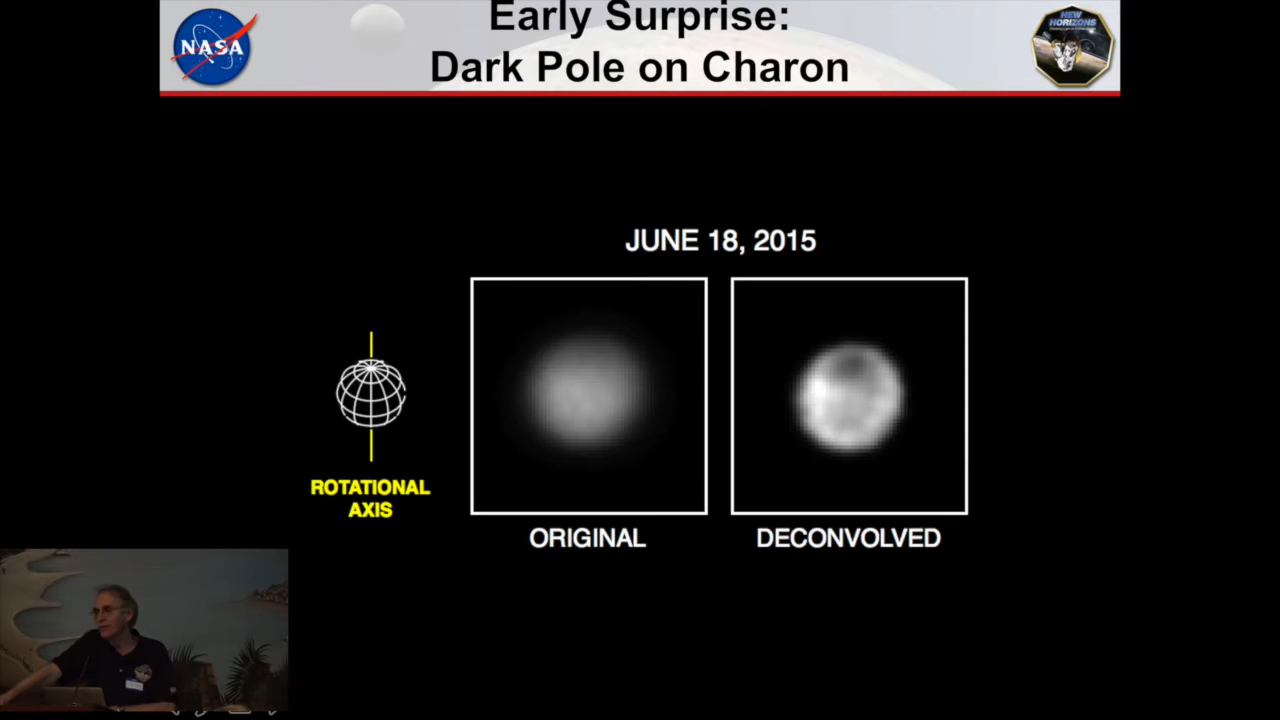 Early Surprise:
Dark Pole on Charon
NASA
NEW
HORIZONS
JUNE 18, 2015
ROTATIONAL
AXIS
ORIGINAL
DECONVOLVED